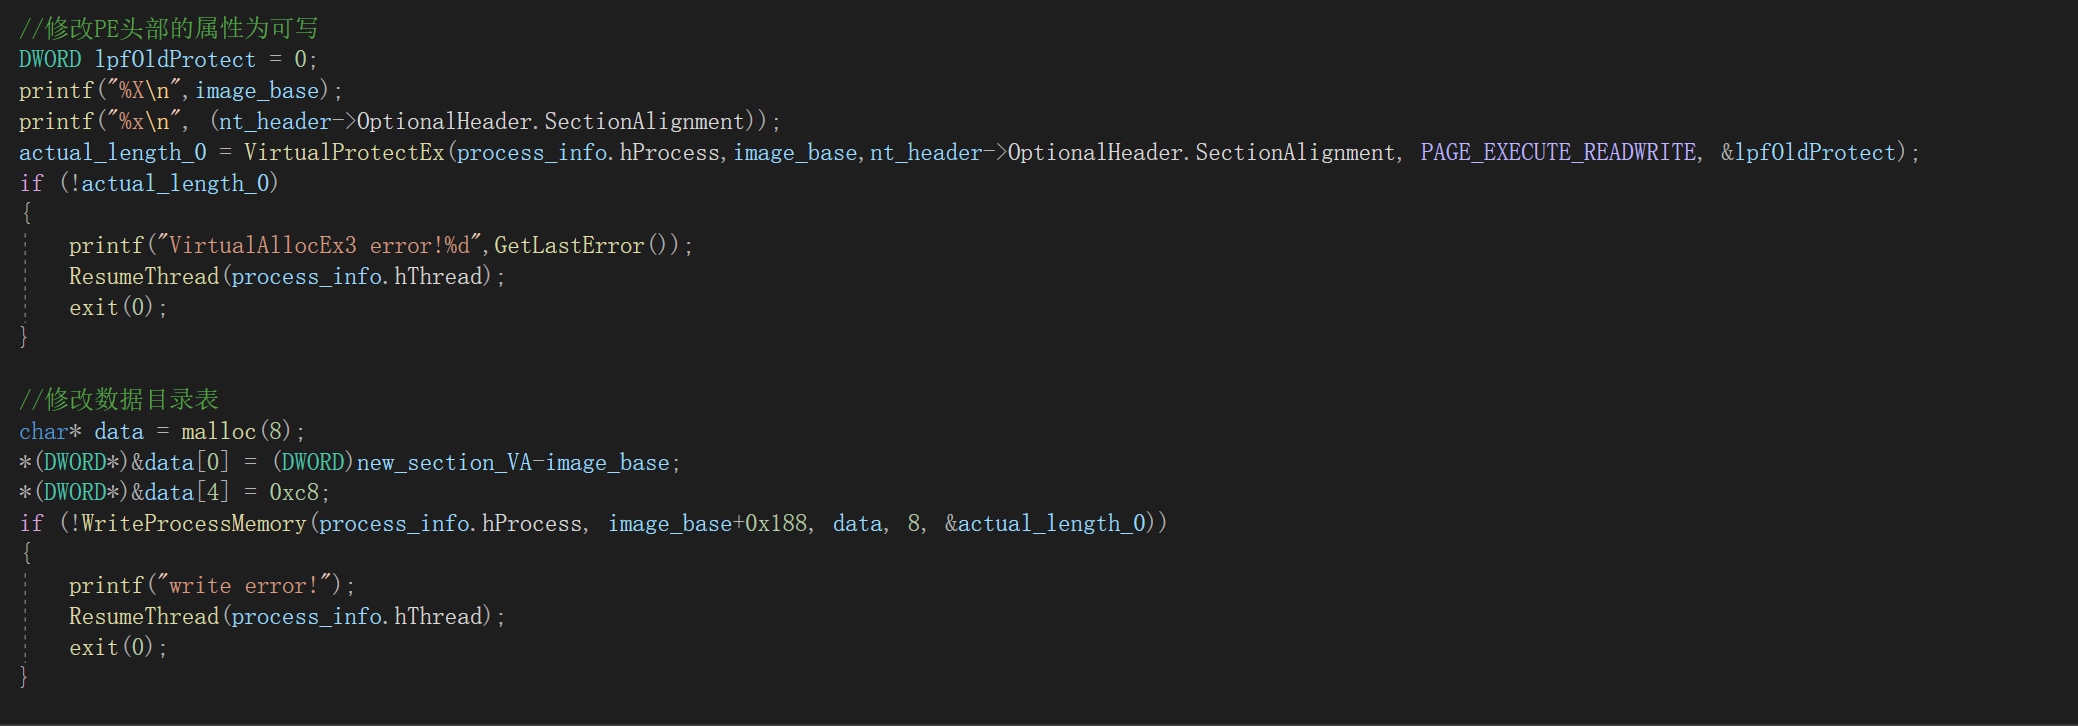 //修改PE头部的属性为可写
DWORD lpfOldProtect = 0;
printf("%X\n",image_base);
printf("%x\n", (nt_header->OptionalHeader.SectionAlignment));
actual_length_0 = VirtualProtectEx(process_info.hProcess,image_base,nt_header->OptionalHeader.SectionAlignment, PAGE_EXECUTE_READWRITE, &lpfOldProtect);
if (!actual_length_0)
{
    printf("VirtualAllocEx3 error!%d",GetLastError());
    ResumeThread(process_info.hThread);
    exit(0);
}
//修改数据目录表
char* data = malloc(8);
*(DWORD*)&data[0] = (DWORD)new_section_VA-image_base;
*(DWORD*)&data[4] = 0xc8;
if (!WriteProcessMemory(process_info.hProcess, image_base+0x188, data, 8, &actual_length_0))
{
    printf("write error!");
    ResumeThread(process_info.hThread);
    exit(0);
}